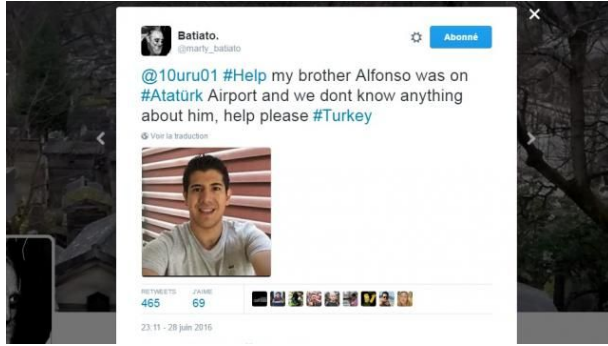 Batiato.
@marty_batiato
Abonné
@10uru01 #Help my brother Alfonso was on
#Atatürk Airport and we dont know anything
about him, help please #Turkey
Voir la traduction
RETWEETS J'AIME
465 69
23:11 - 28 juin 2016